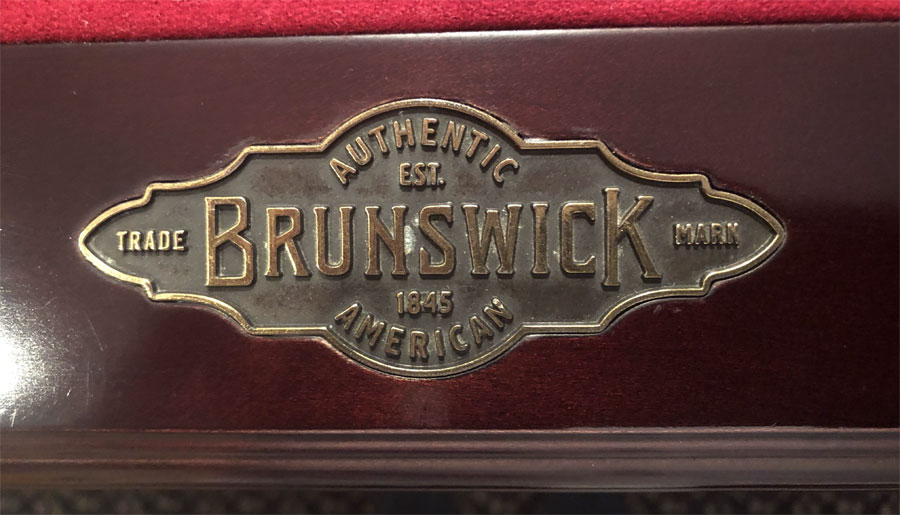 AUTHENTIC
EST.
TRADE BRUNSWICK MARK
1845
AMERICAN